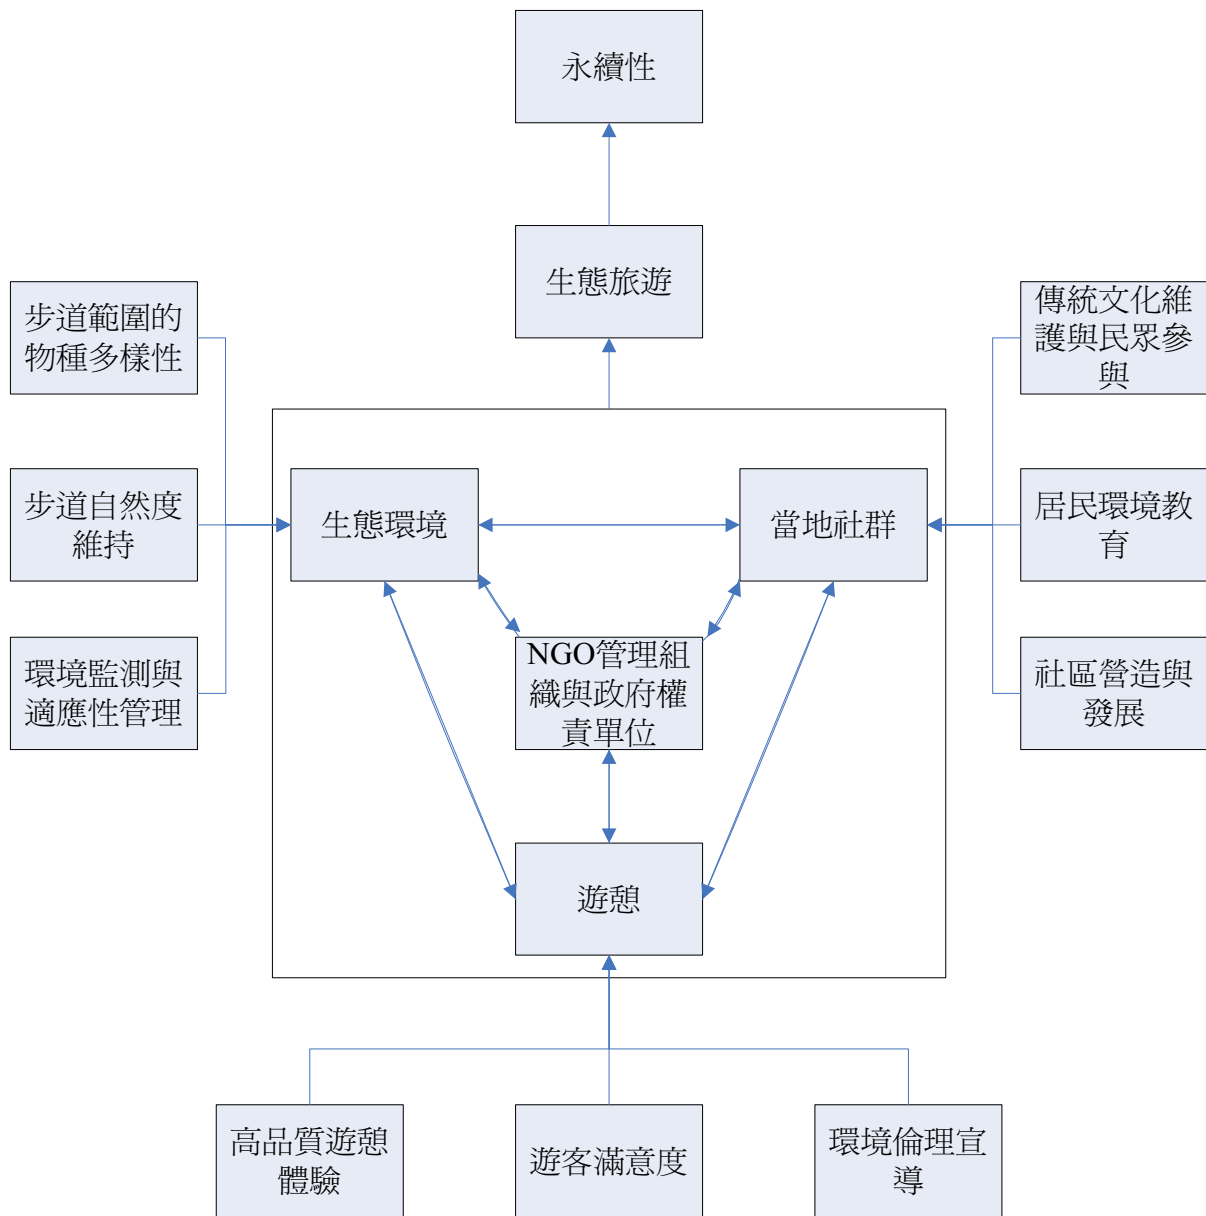 永續性
生態旅遊
步道範圍的
物種多樣性
傳統文化維
護與民眾參
與
步道自然度
維持
生態環境
當地社群
居民環境教
育
環境監測與
適應性管理
NGO管理組
織與政府權
責單位
社區營造與
發展
遊憩
高品質遊憩
體驗
遊客滿意度
環境倫理宣
導